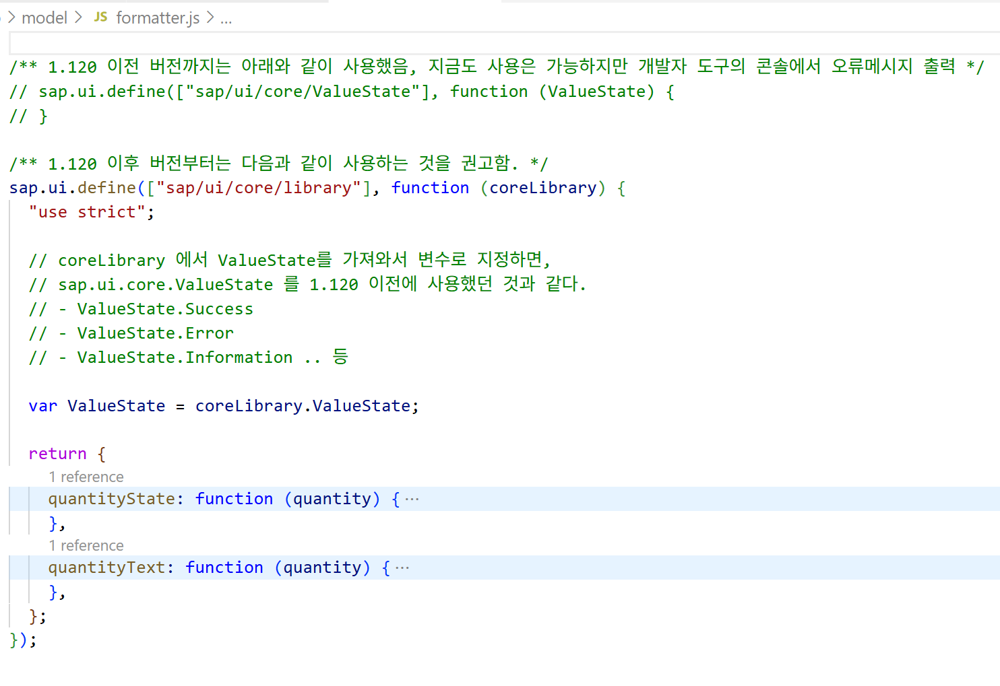 model > JS formatter.js > ...
/** 1.120 이전 버전까지는 아래와 같이 사용했음, 지금도 사용은 가능하지만 개발자 도구의 콘솔에서 오류메시지 출력 */
// sap.ui.define(["sap/ui/core/ValueState"], function (ValueState) {
// }
/** 1.120 이후 버전부터는 다음과 같이 사용하는 것을 권고함. */
sap.ui.define(["sap/ui/core/library"], function (coreLibrary) {
"use strict";
// coreLibrary 에서 ValueState를 가져와서 변수로 지정하면,
// sap.ui.core.ValueState 를 1.120 이전에 사용했던 것과 같다.
// - ValueState.Success
// - ValueState.Error
// - ValueState.Information .. 등
var ValueState = coreLibrary.ValueState;
return {
1 reference
quantityState: function (quantity) {···
},
1 reference
quantityText: function (quantity) {···
},
};
});